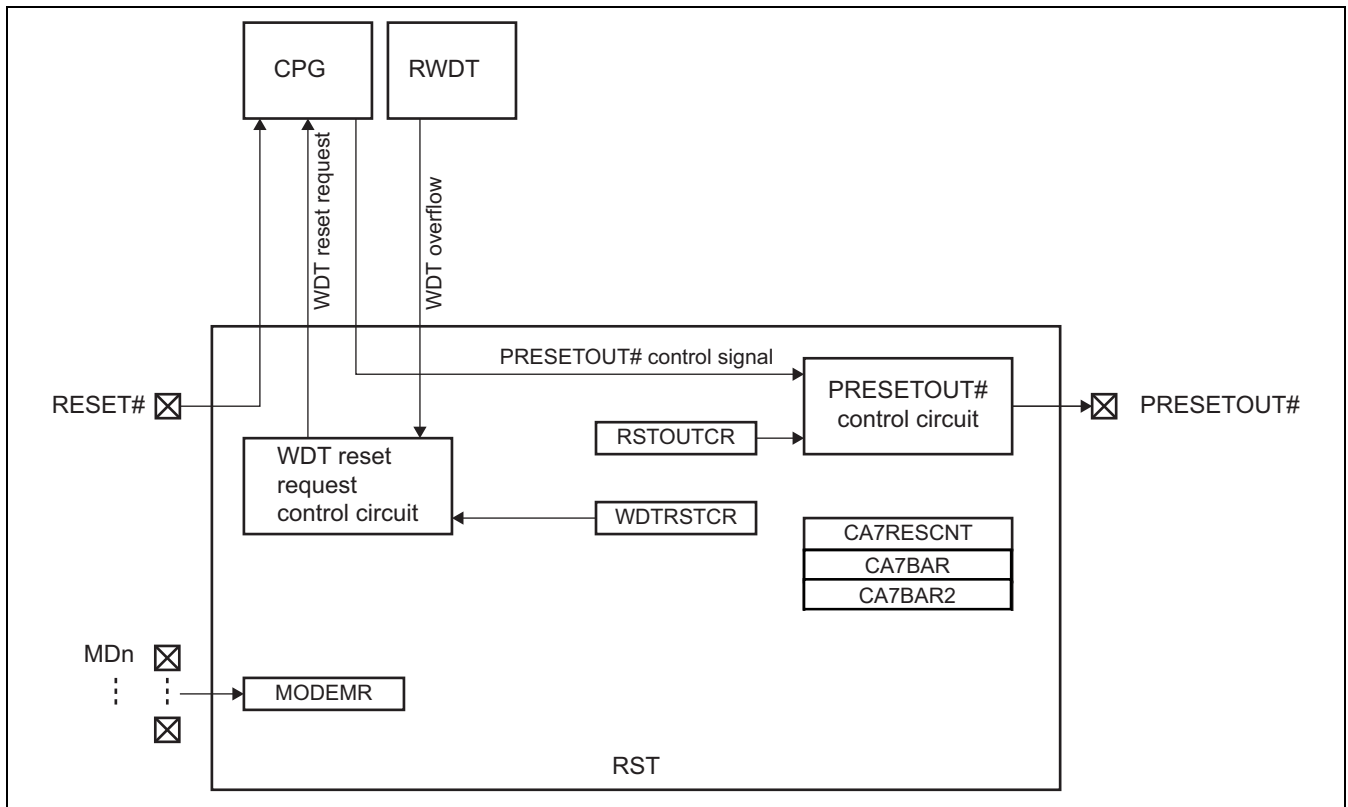 CPG
RWDT
WDT reset request
WDT overflow
PRESETOUT# control signal
RESET#
PRESETOUT#
control circuit
PRESETOUT#
RSTOUTCR
WDT reset
request
control circuit
WDTRSTCR
CA7RESCNT
CA7BAR
CA7BAR2
MDn
MODEMR
RST